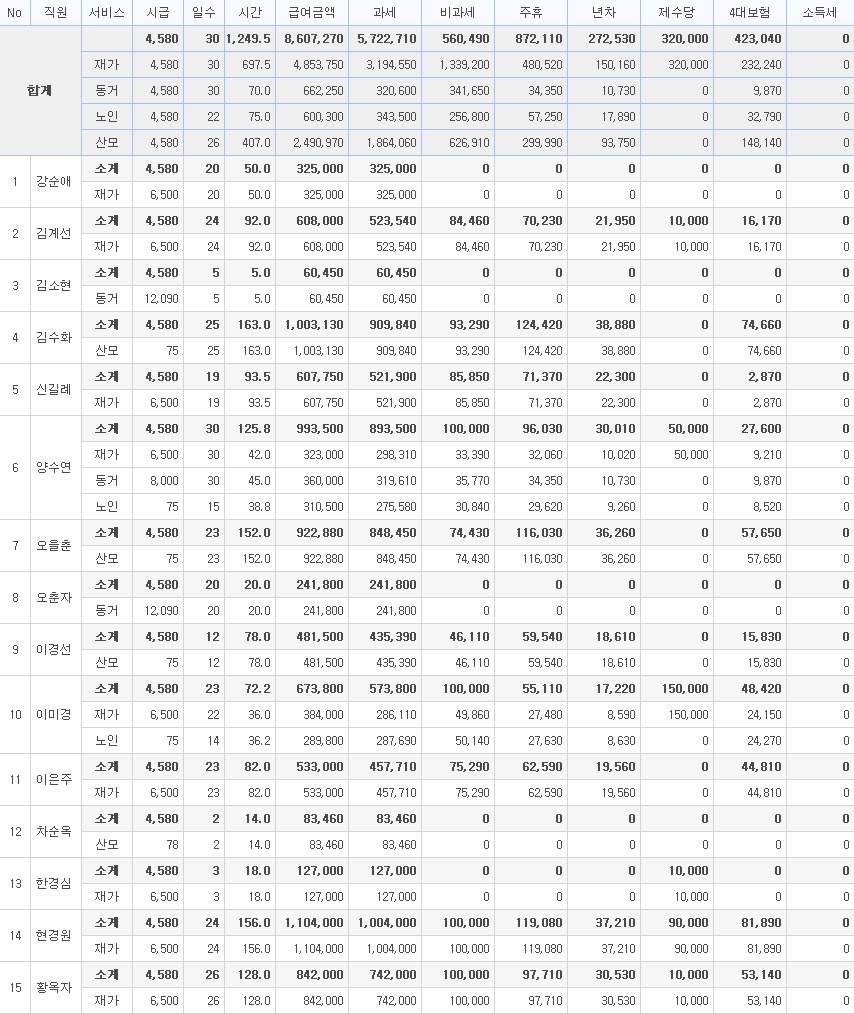 No 직원 서비스 시급 일수 시간 급여금액 과세 비과세 주휴 년차 제수당 4대보험 소득세
합계 4,580 30 1,249.5 8,607,270 5,722,710 560,490 872,110 272,530 320,000 423,040 0
재가 4,580 30 697.5 4,853,750 3,194,550 1,339,200 480,520 150,160 320,000 232,240 0
동거 4,580 30 70.0 662,250 320,600 341,650 34,350 10,730 0 9,870 0
노인 4,580 22 75.0 600,300 343,500 256,800 57,250 17,890 0 32,790 0
산모 4,580 26 407.0 2,490,970 1,864,060 626,910 299,990 93,750 0 148,140 0
1 강순애 소계 4,580 20 50.0 325,000 325,000 0 0 0 0 0 0
재가 6,500 20 50.0 325,000 325,000 0 0 0 0 0 0
2 김계선 소계 4,580 24 92.0 608,000 523,540 84,460 70,230 21,950 10,000 16,170 0
재가 6,500 24 92.0 608,000 523,540 84,460 70,230 21,950 10,000 16,170 0
3 김소현 소계 4,580 5 5.0 60,450 60,450 0 0 0 0 0 0
동거 12,090 5 5.0 60,450 60,450 0 0 0 0 0 0
4 김수화 소계 4,580 25 163.0 1,003,130 909,840 93,290 124,420 38,880 0 74,660 0
산모 75 25 163.0 1,003,130 909,840 93,290 124,420 38,880 0 74,660 0
5 신길례 소계 4,580 19 93.5 607,750 521,900 85,850 71,370 22,300 0 2,870 0
재가 6,500 19 93.5 607,750 521,900 85,850 71,370 22,300 0 2,870 0
6 양수연 소계 4,580 30 125.8 993,500 893,500 100,000 96,030 30,010 50,000 27,600 0
재가 6,500 30 42.0 323,000 298,310 33,390 32,060 10,020 50,000 9,210 0
동거 8,000 30 45.0 360,000 319,610 35,770 34,350 10,730 0 9,870 0
노인 75 15 38.8 310,500 275,580 30,840 29,620 9,260 0 8,520 0
7 오을춘 소계 4,580 23 152.0 922,880 848,450 74,430 116,030 36,260 0 57,650 0
산모 75 23 152.0 922,880 848,450 74,430 116,030 36,260 0 57,650 0
8 오춘자 소계 4,580 20 20.0 241,800 241,800 0 0 0 0 0 0
동거 12,090 20 20.0 241,800 241,800 0 0 0 0 0 0
9 이경선 소계 4,580 12 78.0 481,500 435,390 46,110 59,540 18,610 0 15,830 0
산모 75 12 78.0 481,500 435,390 46,110 59,540 18,610 0 15,830 0
10 이미경 소계 4,580 23 72.2 673,800 573,800 100,000 55,110 17,220 150,000 48,420 0
재가 6,500 22 36.0 384,000 286,110 49,860 27,480 8,590 150,000 24,150 0
노인 75 14 36.2 289,800 287,690 50,140 27,630 8,630 0 24,270 0
11 이은주 소계 4,580 23 82.0 533,000 457,710 75,290 62,590 19,560 0 44,810 0
재가 6,500 23 82.0 533,000 457,710 75,290 62,590 19,560 0 44,810 0
12 차순옥 소계 4,580 2 14.0 83,460 83,460 0 0 0 0 0 0
산모 78 2 14.0 83,460 83,460 0 0 0 0 0 0
13 한경심 소계 4,580 3 18.0 127,000 127,000 0 0 0 10,000 0 0
재가 6,500 3 18.0 127,000 127,000 0 0 0 10,000 0 0
14 현경원 소계 4,580 24 156.0 1,104,000 1,004,000 100,000 119,080 37,210 90,000 81,890 0
재가 6,500 24 156.0 1,104,000 1,004,000 100,000 119,080 37,210 90,000 81,890 0
15 황옥자 소계 4,580 26 128.0 842,000 742,000 100,000 97,710 30,530 10,000 53,140 0
재가 6,500 26 128.0 842,000 742,000 100,000 97,710 30,530 10,000 53,140 0